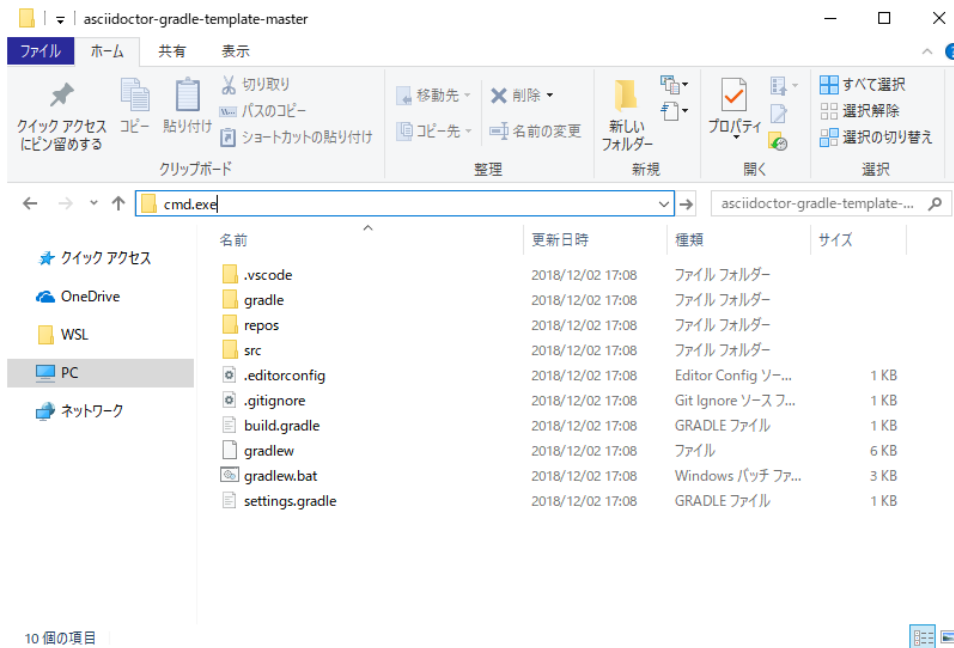 asciidoctor-gradle-template-master
ファイル ホーム 共有 表示
クイック アクセス
にピン留めする
コピー
貼り付け
切り取り
パスのコピー
ショートカットの貼り付け
クリップボード
移動先
コピー先
削除
名前の変更
整理
新しい
フォルダー
新規
プロパティ
開く
すべて選択
選択解除
選択の切り替え
選択
cmd.exe
asciidoctor-gradle-template-...
クイック アクセス
OneDrive
WSL
PC
ネットワーク
名前 更新日時 種類 サイズ
.vscode 2018/12/02 17:08 ファイル フォルダー
gradle 2018/12/02 17:08 ファイル フォルダー
repos 2018/12/02 17:08 ファイル フォルダー
src 2018/12/02 17:08 ファイル フォルダー
.editorconfig 2018/12/02 17:08 Editor Config ソー... 1 KB
.gitignore 2018/12/02 17:08 Git Ignore ソース フ... 1 KB
build.gradle 2018/12/02 17:08 GRADLE ファイル 1 KB
gradlew 2018/12/02 17:08 ファイル 6 KB
gradlew.bat 2018/12/02 17:08 Windows バッチ ファ... 3 KB
settings.gradle 2018/12/02 17:08 GRADLE ファイル 1 KB
10 個の項目